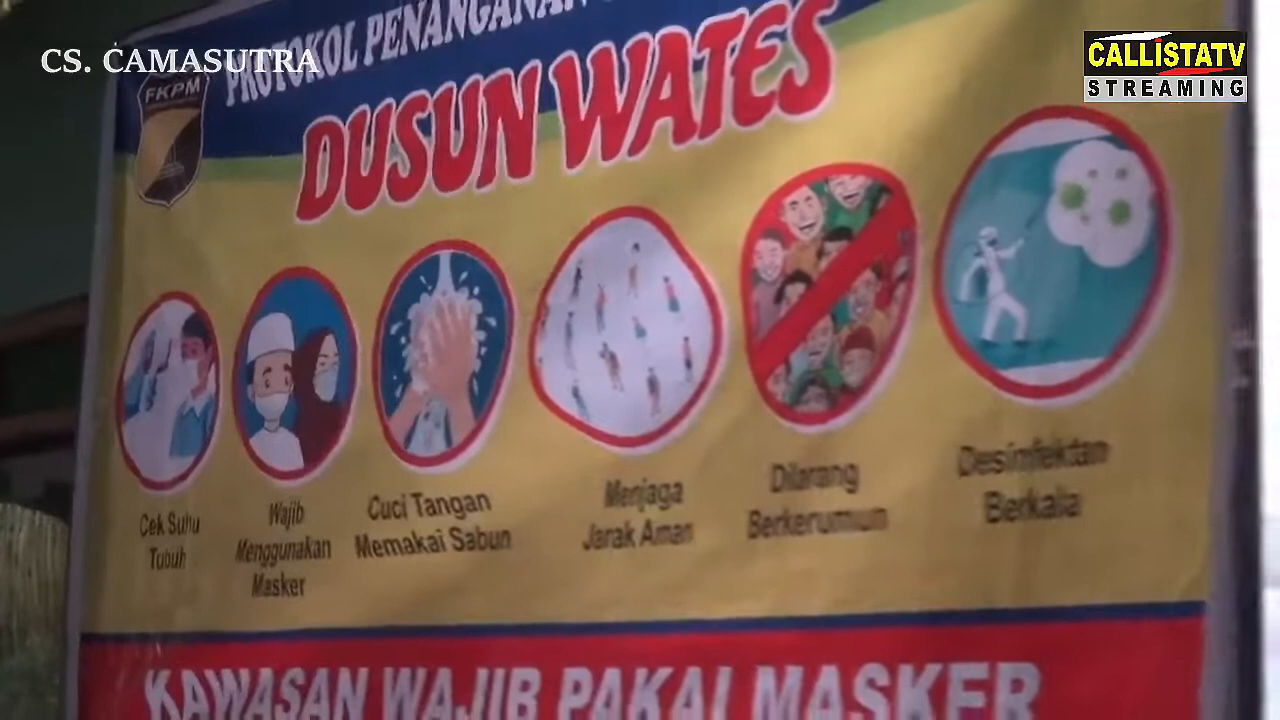 CS. CAMASUTRA
CALLISTATV
STREAMING
FKPM
PROTOKOL PENANGANAN
DUSUN WATES
Cek Suhu
Tubuh
Wajib
Menggunakan
Masker
Cuci Tangan
Memakai Sabun
Menjaga
Jarak Aman
Dilarang
Berkerumun
Desinfektan
Berkala
KAWASAN WAJIB PAKAI MASKER